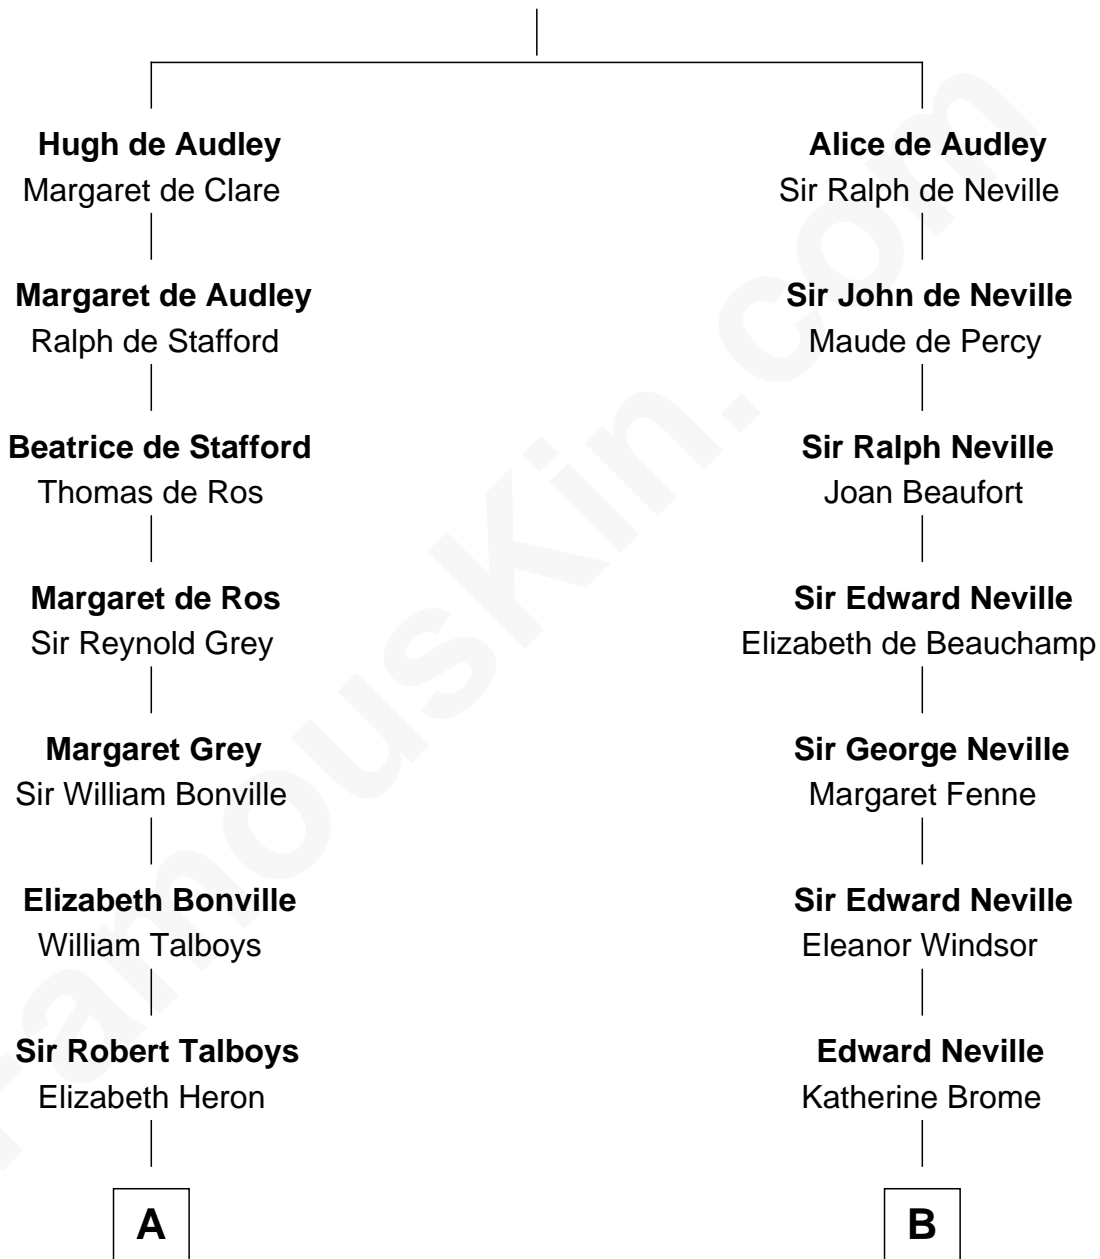 Hugh de Audley
Margaret de Clare
Margaret de Audley
Ralph de Stafford
Beatrice de Stafford
Thomas de Ros
Margaret de Ros
Sir Reynold Grey
Margaret Grey
Sir William Bonville
Elizabeth Bonville
William Talboys
Sir Robert Talboys
Elizabeth Heron
A
Alice de Audley
Sir Ralph de Neville
Sir John de Neville
Maude de Percy
Sir Ralph Neville
Joan Beaufort
Sir Edward Neville
Elizabeth de Beauchamp
Sir George Neville
Margaret Fenne
Sir Edward Neville
Eleanor Windsor
Edward Neville
Katherine Brome
B
FamousKin.com